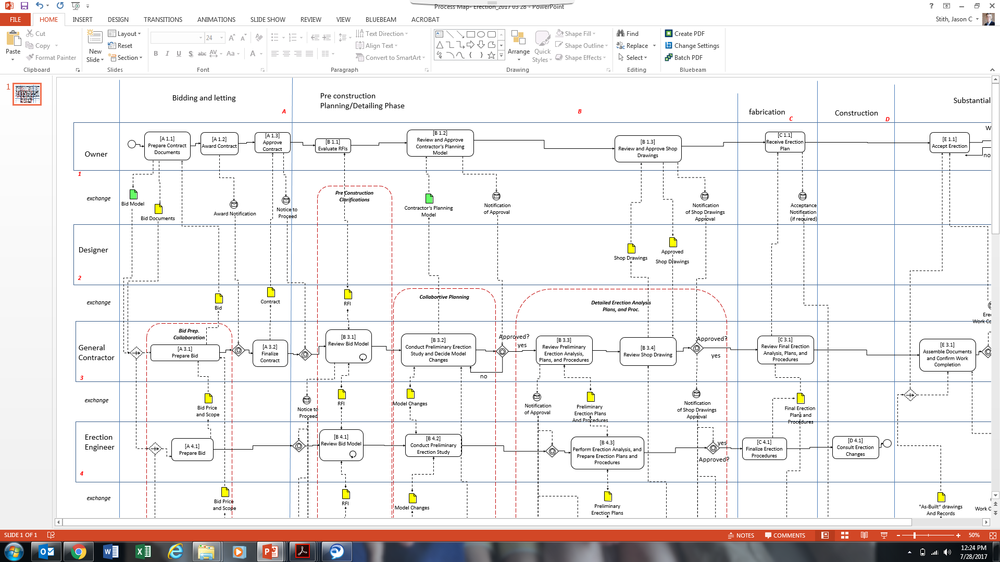 Process Map- Erection_2017 03 28 - PowerPoint
FILE
HOME
INSERT
DESIGN
TRANSITIONS
ANIMATIONS
SLIDE SHOW
REVIEW
VIEW
BLUEBEAM
ACROBAT
Stith, Jason C
Paste
Cut
Copy
Format Painter
Clipboard
New
Slide
Layout
Reset
Section
Slides
24
Font
Text Direction
Align Text
Convert to SmartArt
Paragraph
Arrange
Quick
Styles
Shape Fill
Shape Outline
Shape Effects
Drawing
Find
Replace
Select
Editing
Create PDF
Change Settings
Batch PDF
Bluebeam
1
Bidding and letting
A
Pre construction
Planning/Detailing Phase
B
fabrication
C
Construction
D
Substantial
Owner
1
[A 1.1]
Prepare Contract
Documents
[A 1.2]
Award Contract
[A 1.3]
Approve
Contract
[B 1.1]
Evaluate RFIs
[B 1.2]
Review and Approve
Contractor's Planning
Model
[B 1.3]
Review and Approve Shop
Drawings
[C 1.1]
Receive Erection
Plan
[E 1.1]
Accept Erection
W
no
exchange
Bid Model
Bid Documents
Award Notification
Notice to
Proceed
Pre Construction
Clarifications
Contractor's Planning
Model
Notification
of Approval
Notification
of Shop Drawings
Approval
Acceptance
Notification
(if required)
Designer
2
Shop Drawings
Approved
Shop Drawings
exchange
Bid
Contract
RFI
Collabortive Planning
Detailed Erection Analysis
Plans, and Proc.
Work Co
General
Contractor
3
Bid Prep.
Collaboration
[A 3.1]
Prepare Bid
[A 3.2]
Finalize
Contract
[B 3.1]
Review Bid Model
[B 3.2]
Conduct Preliminary Erection
Study and Decide Model
Changes
Approved?
yes
no
[B 3.3]
Review Preliminary
Erection Analysis,
Plans, and Procedures
[B 3.4]
Review Shop Drawing
Approved?
yes
[C 3.1]
Review Final Erection
Analysis, Plans, and
Procedures
[E 3.1]
Assemble Documents
and Confirm Work
Completion
exchange
Bid Price
and Scope
Notice to
Proceed
RFI
Model Changes
Notification
of Approval
Preliminary
Erection Plans
And Procedures
Notification
of Shop Drawings
Approval
Final Erection
Plans and
Procedures
Erection
Engineer
4
[A 4.1]
Prepare Bid
[B 4.1]
Review Bid Model
[B 4.2]
Conduct Preliminary
Erection Study
[B 4.3]
Perform Erection Analysis, and
Prepare Erection Plans and
Procedures
yes
Approved?
[C 4.1]
Finalize Erection
Procedures
[D 4.1]
Consult Erection
Changes
exchange
Bid Price
and Scope
RFI
Model Changes
Preliminary
Erection Plans
"As-Built" drawings
And Records
Work O
SLIDE 1 OF 1
NOTES
COMMENTS
50%
12:24 PM
7/28/2017